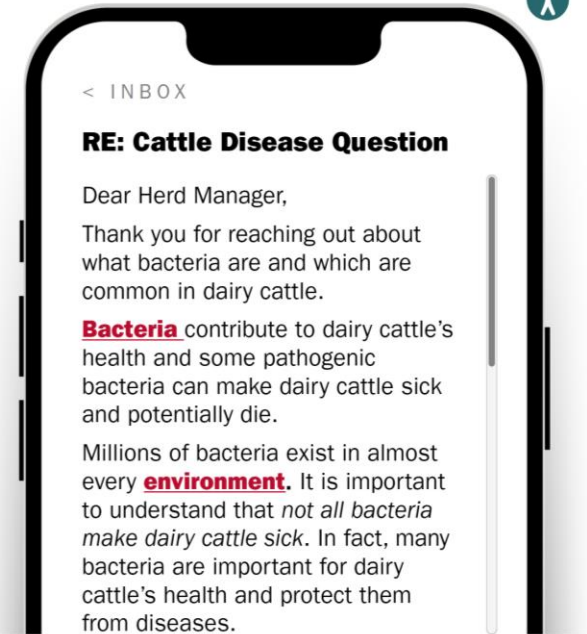 < INBOX
RE: Cattle Disease Question
Dear Herd Manager,
Thank you for reaching out about
what bacteria are and which are
common in dairy cattle.
Bacteria contribute to dairy cattle's
health and some pathogenic
bacteria can make dairy cattle sick
and potentially die.
Millions of bacteria exist in almost
every environment. It is important
to understand that not all bacteria
make dairy cattle sick. In fact, many
bacteria are important for dairy
cattle's health and protect them
from diseases.